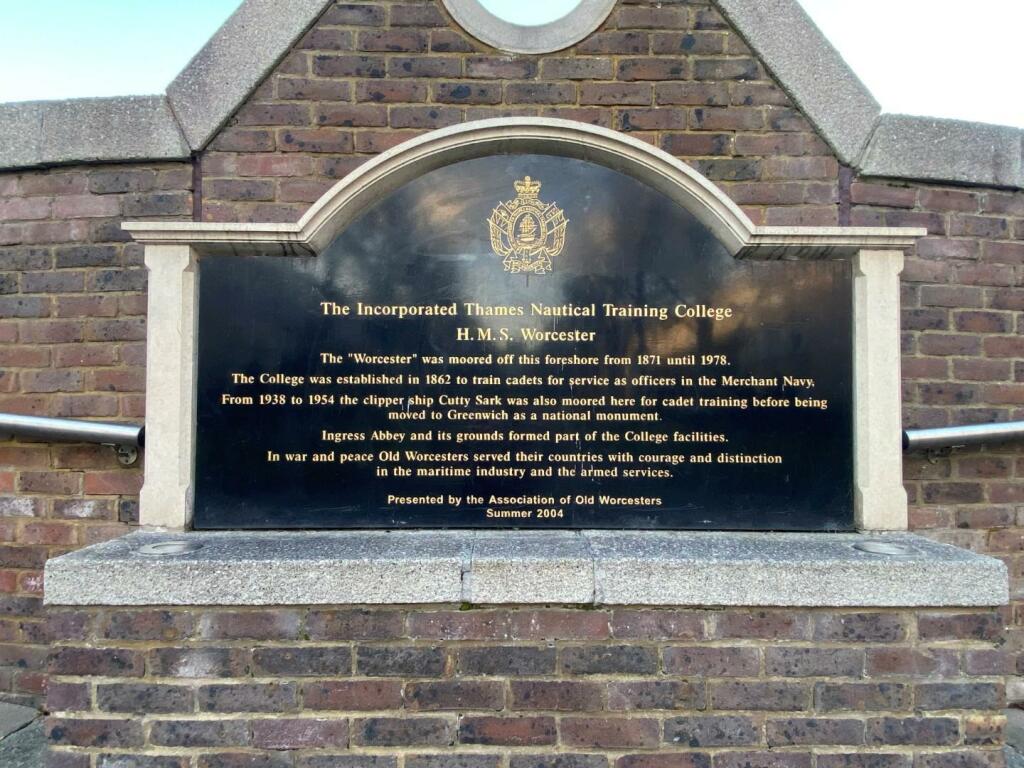 The Incorporated Thames Nautical Training College
H.M.S. Worcester
The "Worcester" was moored off this foreshore from 1871 until 1978.
The College was established in 1862 to train cadets for service as officers in the Merchant Navy.
From 1938 to 1954 the clipper ship Cutty Sark was also moored here for cadet training before being
moved to Greenwich as a national monument.
Ingress Abbey and its grounds formed part of the College facilities.
In war and peace Old Worcesters served their countries with courage and distinction
in the maritime industry and the armed services.
Presented by the Association of Old Worcesters
Summer 2004